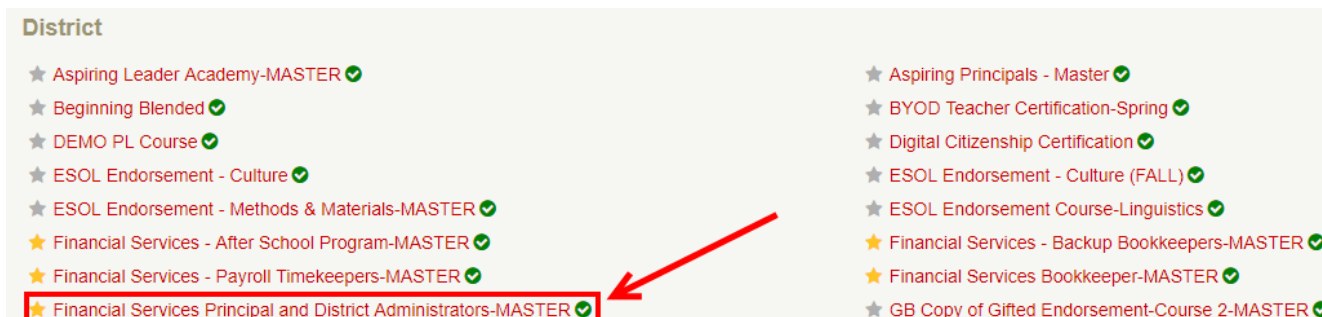 District
Aspiring Leader Academy-MASTER
Aspiring Principals - Master
Beginning Blended
BYOD Teacher Certification-Spring
DEMO PL Course
Digital Citizenship Certification
ESOL Endorsement - Culture
ESOL Endorsement - Culture (FALL)
ESOL Endorsement - Methods & Materials-MASTER
ESOL Endorsement Course-Linguistics
Financial Services - After School Program-MASTER
Financial Services - Backup Bookkeepers-MASTER
Financial Services - Payroll Timekeepers-MASTER
Financial Services Bookkeeper-MASTER
Financial Services Principal and District Administrators-MASTER
GB Copy of Gifted Endorsement-Course 2-MASTER